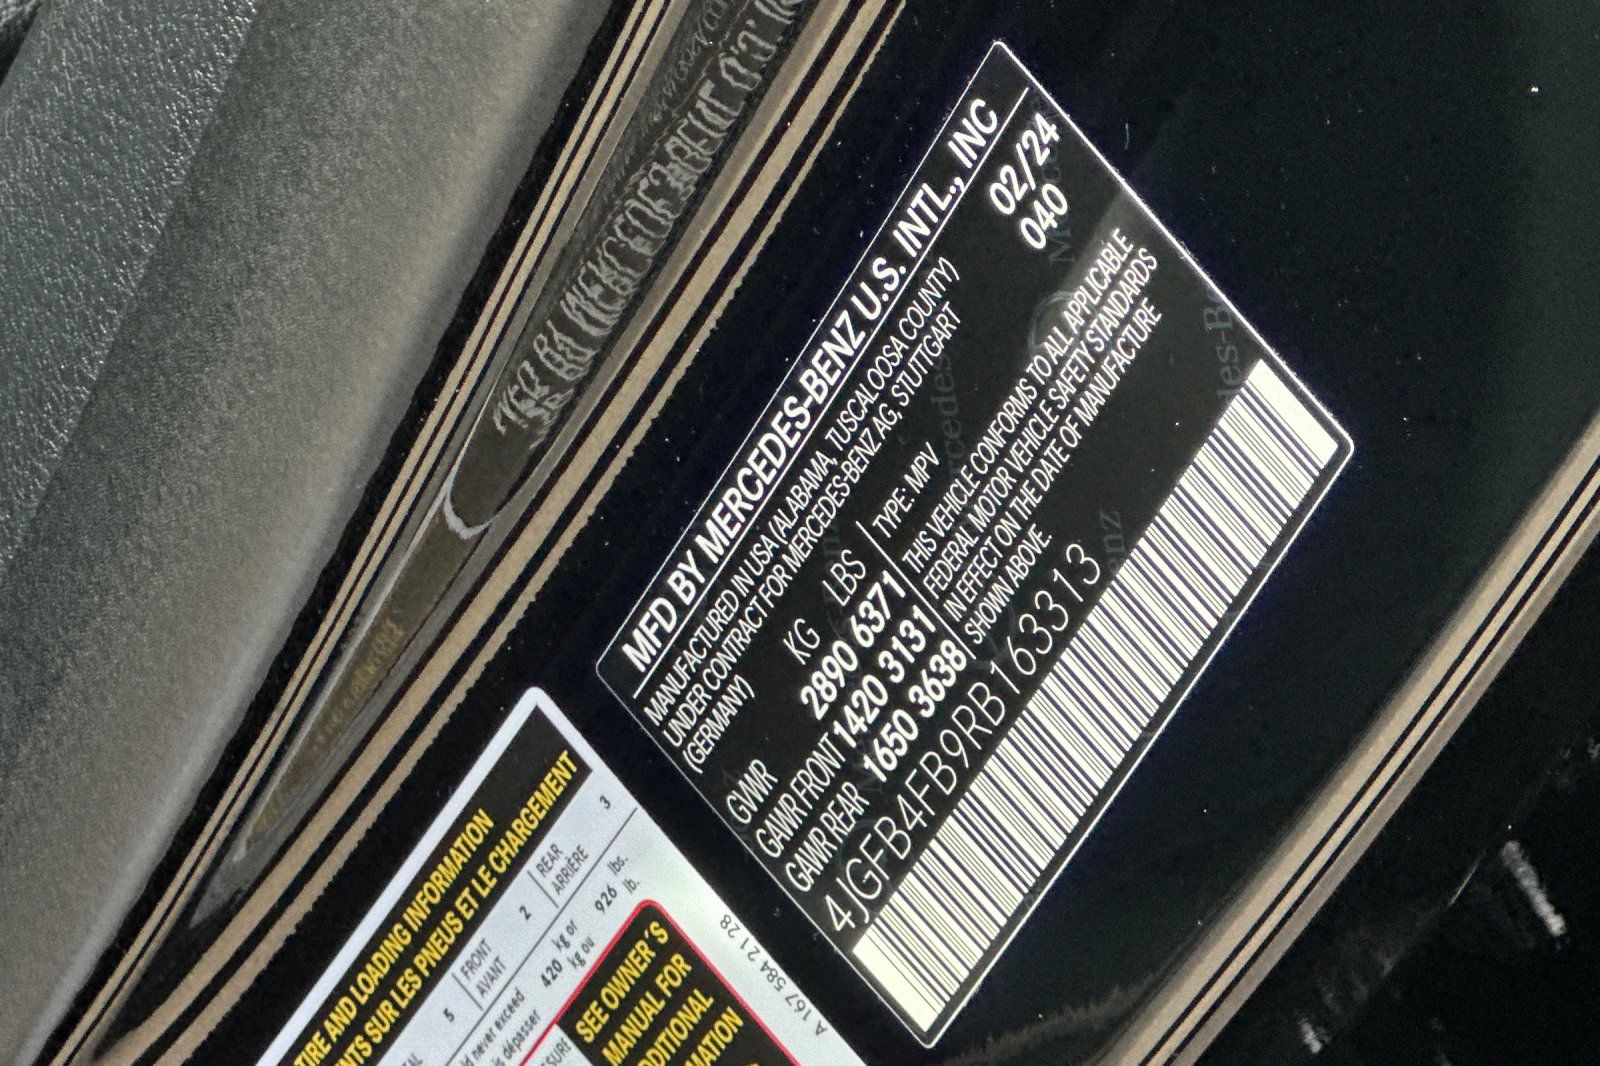 MFD BY MERCEDES-BENZ U.S. INTL., INC
MANUFACTURED IN USA (ALABAMA, TUSCALOOSA COUNTY)
UNDER CONTRACT FOR MERCEDES-BENZ AG, STUTTGART
(GERMANY)
02/24
040
KG LBS
GVWR 2890 6371
GAWR FRONT 1420 3131
GAWR REAR 1650 3638
TYPE: MPV
THIS VEHICLE CONFORMS TO ALL APPLICABLE
FEDERAL MOTOR VEHICLE SAFETY STANDARDS
IN EFFECT ON THE DATE OF MANUFACTURE
SHOWN ABOVE.
4JGFB4FB9RB163313
TIRE AND LOADING INFORMATION
SUR LES PNEUS ET LE CHARGEMENT
5 FRONT 2 REAR 3
AVANT ARRIÈRE
never exceed 420 kg or 926 lbs.
dépasser kg ou lb.
SEE OWNER'S
MANUAL FOR
A 167 584 21 28